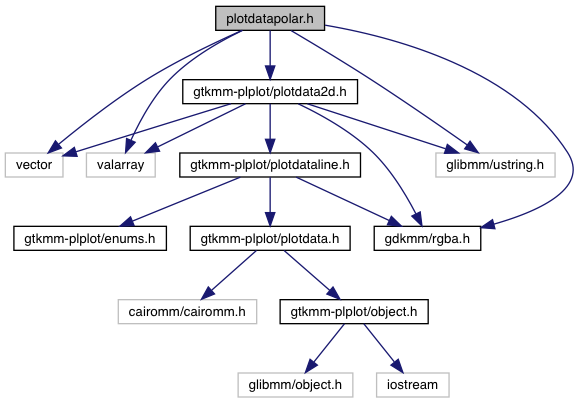 plotdatapolar.h
gtkmm-plplot/plotdata2d.h
vector
valarray
gtkmm-plplot/plotdataline.h
glibmm/ustring.h
gtkmm-plplot/enums.h
gtkmm-plplot/plotdata.h
gdkmm/rgba.h
cairomm/cairomm.h
gtkmm-plplot/object.h
glibmm/object.h
iostream